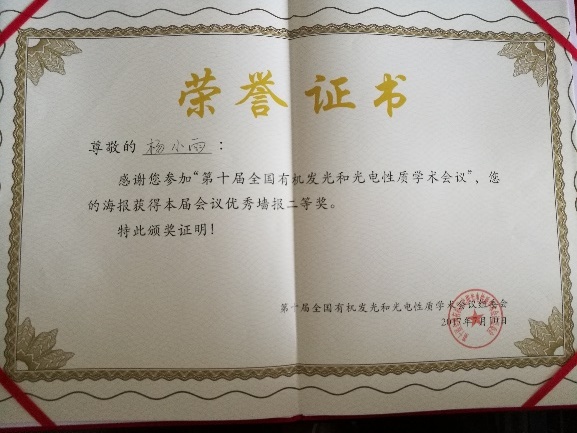 荣誉证书
尊敬的 杨小雨：
感谢您参加“第十届全国有机发光和光电性质学术会议”，您
的海报获得本届会议优秀墙报二等奖。
特此颁奖证明！
第十届全国有机发光和光电性质学术会议组委会